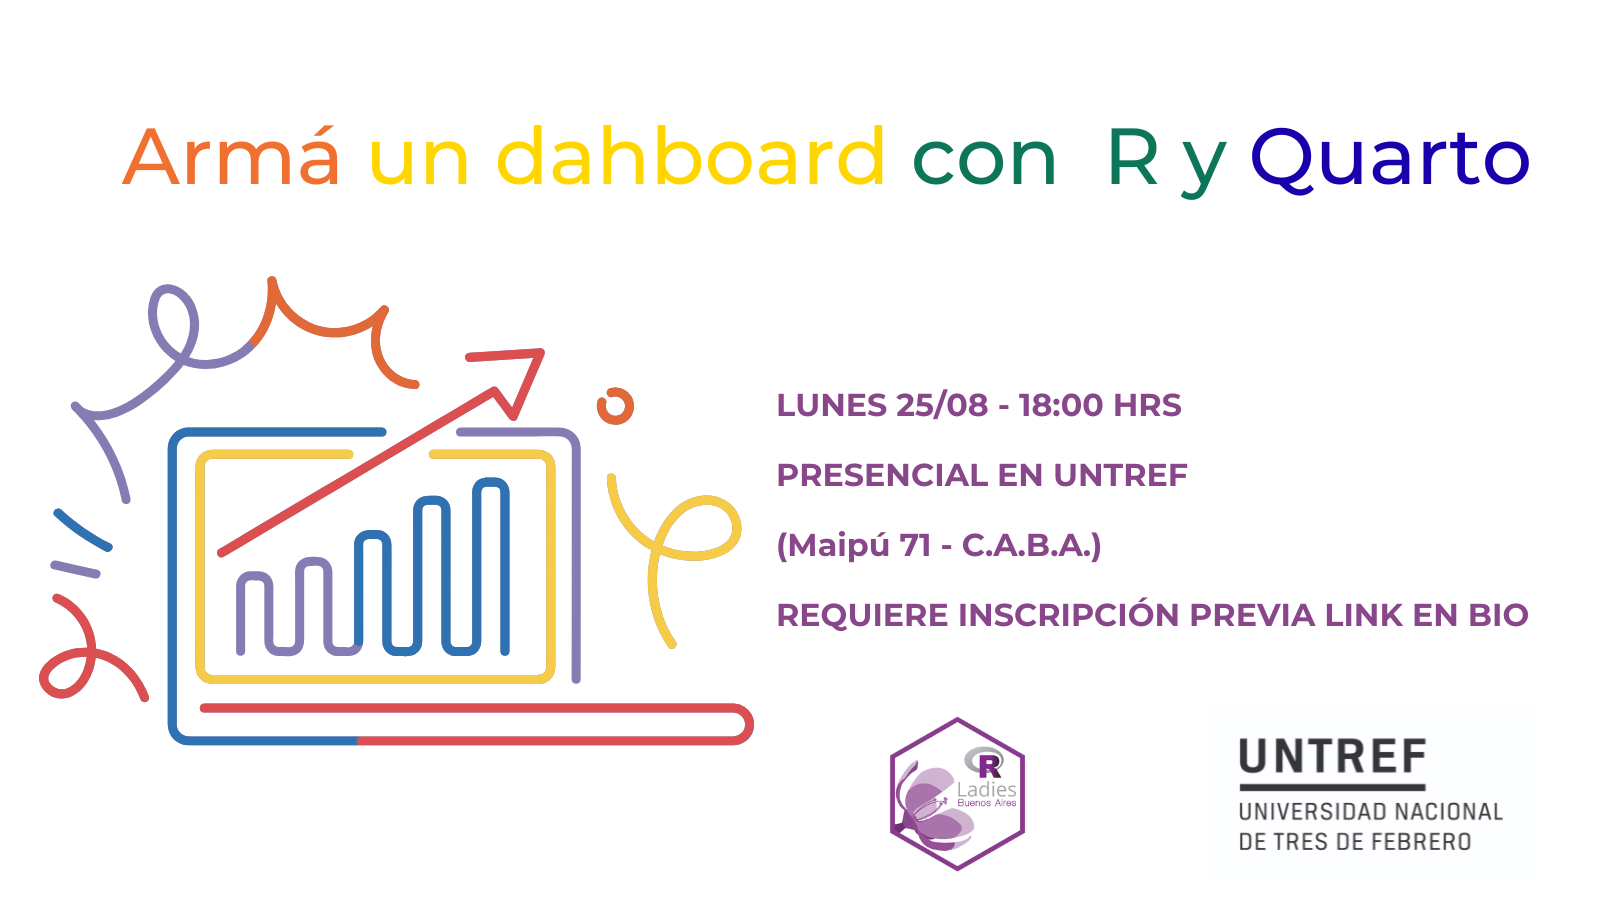 Armá un dahboard con R y Quarto
LUNES 25/08 - 18:00 HRS
PRESENCIAL EN UNTREF
(Maipú 71 - C.A.B.A.)
REQUIERE INSCRIPCIÓN PREVIA LINK EN BIO
R
Ladies
Buenos Aires
UNTREF
UNIVERSIDAD NACIONAL
DE TRES DE FEBRERO